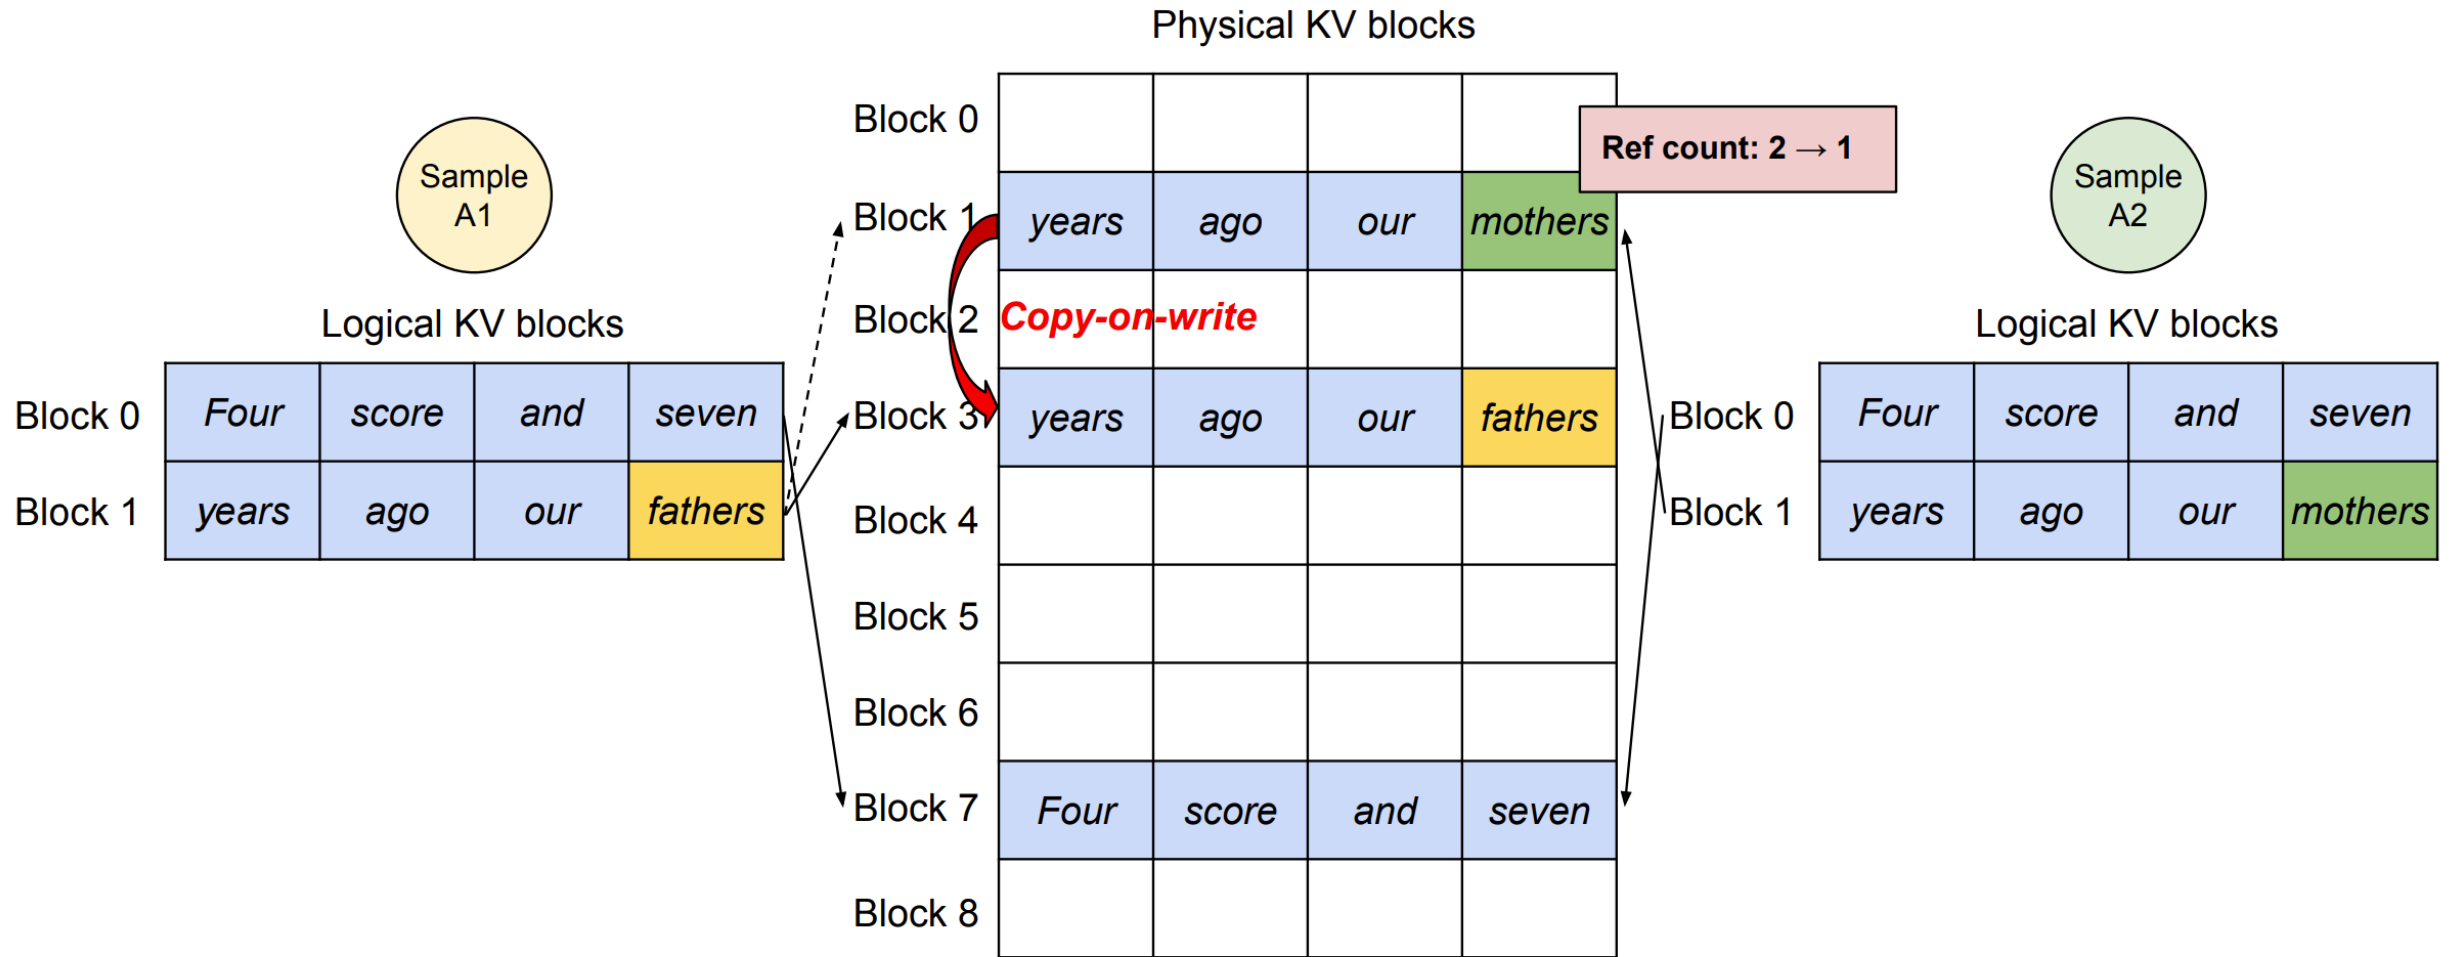 Physical KV blocks
Block 0
Ref count: 2 → 1
Sample
A1
Sample
A2
Block 1 years ago our mothers
Block 2 Copy-on-write
Logical KV blocks
Logical KV blocks
Block 0 Four score and seven
Block 1 years ago our fathers
Block 3 years ago our fathers
Block 0 Four score and seven
Block 1 years ago our mothers
Block 4
Block 5
Block 6
Block 7 Four score and seven
Block 8